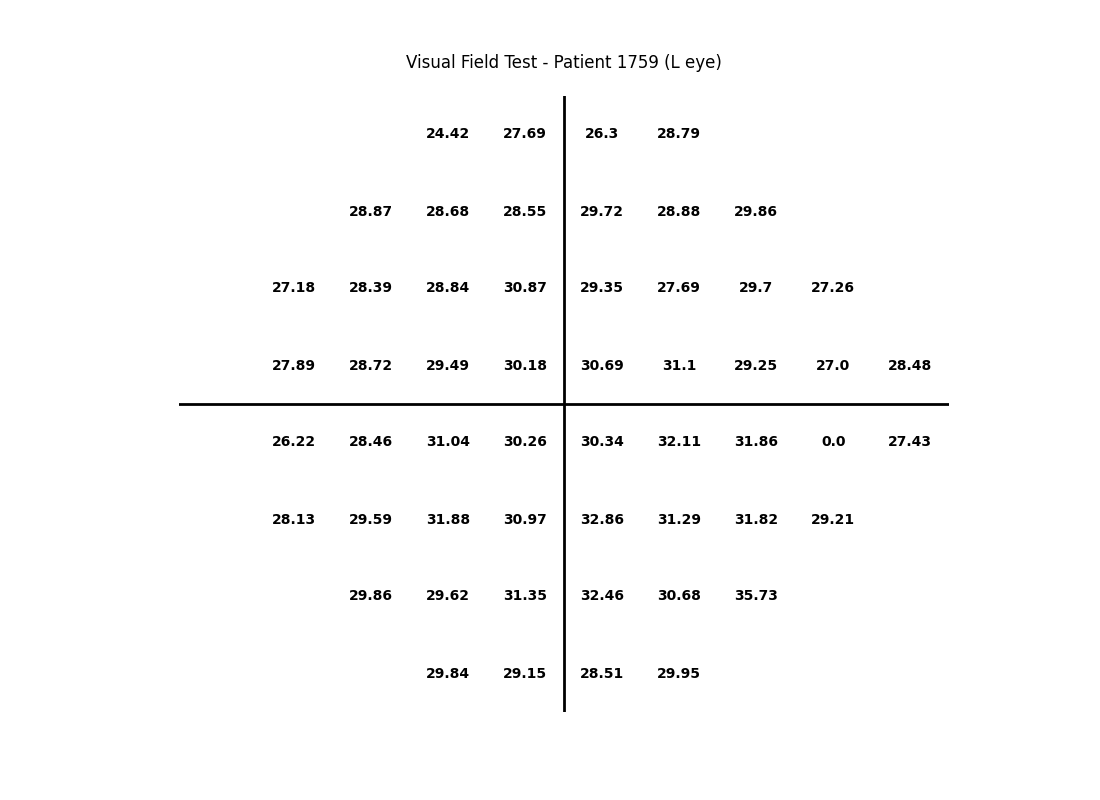 Visual Field Test - Patient 1759 (L eye)
24.42 27.69 26.3 28.79
28.87 28.68 28.55 29.72 28.88 29.86
27.18 28.39 28.84 30.87 29.35 27.69 29.7 27.26
27.89 28.72 29.49 30.18 30.69 31.1 29.25 27.0 28.48
26.22 28.46 31.04 30.26 30.34 32.11 31.86 0.0 27.43
28.13 29.59 31.88 30.97 32.86 31.29 31.82 29.21
29.86 29.62 31.35 32.46 30.68 35.73
29.84 29.15 28.51 29.95